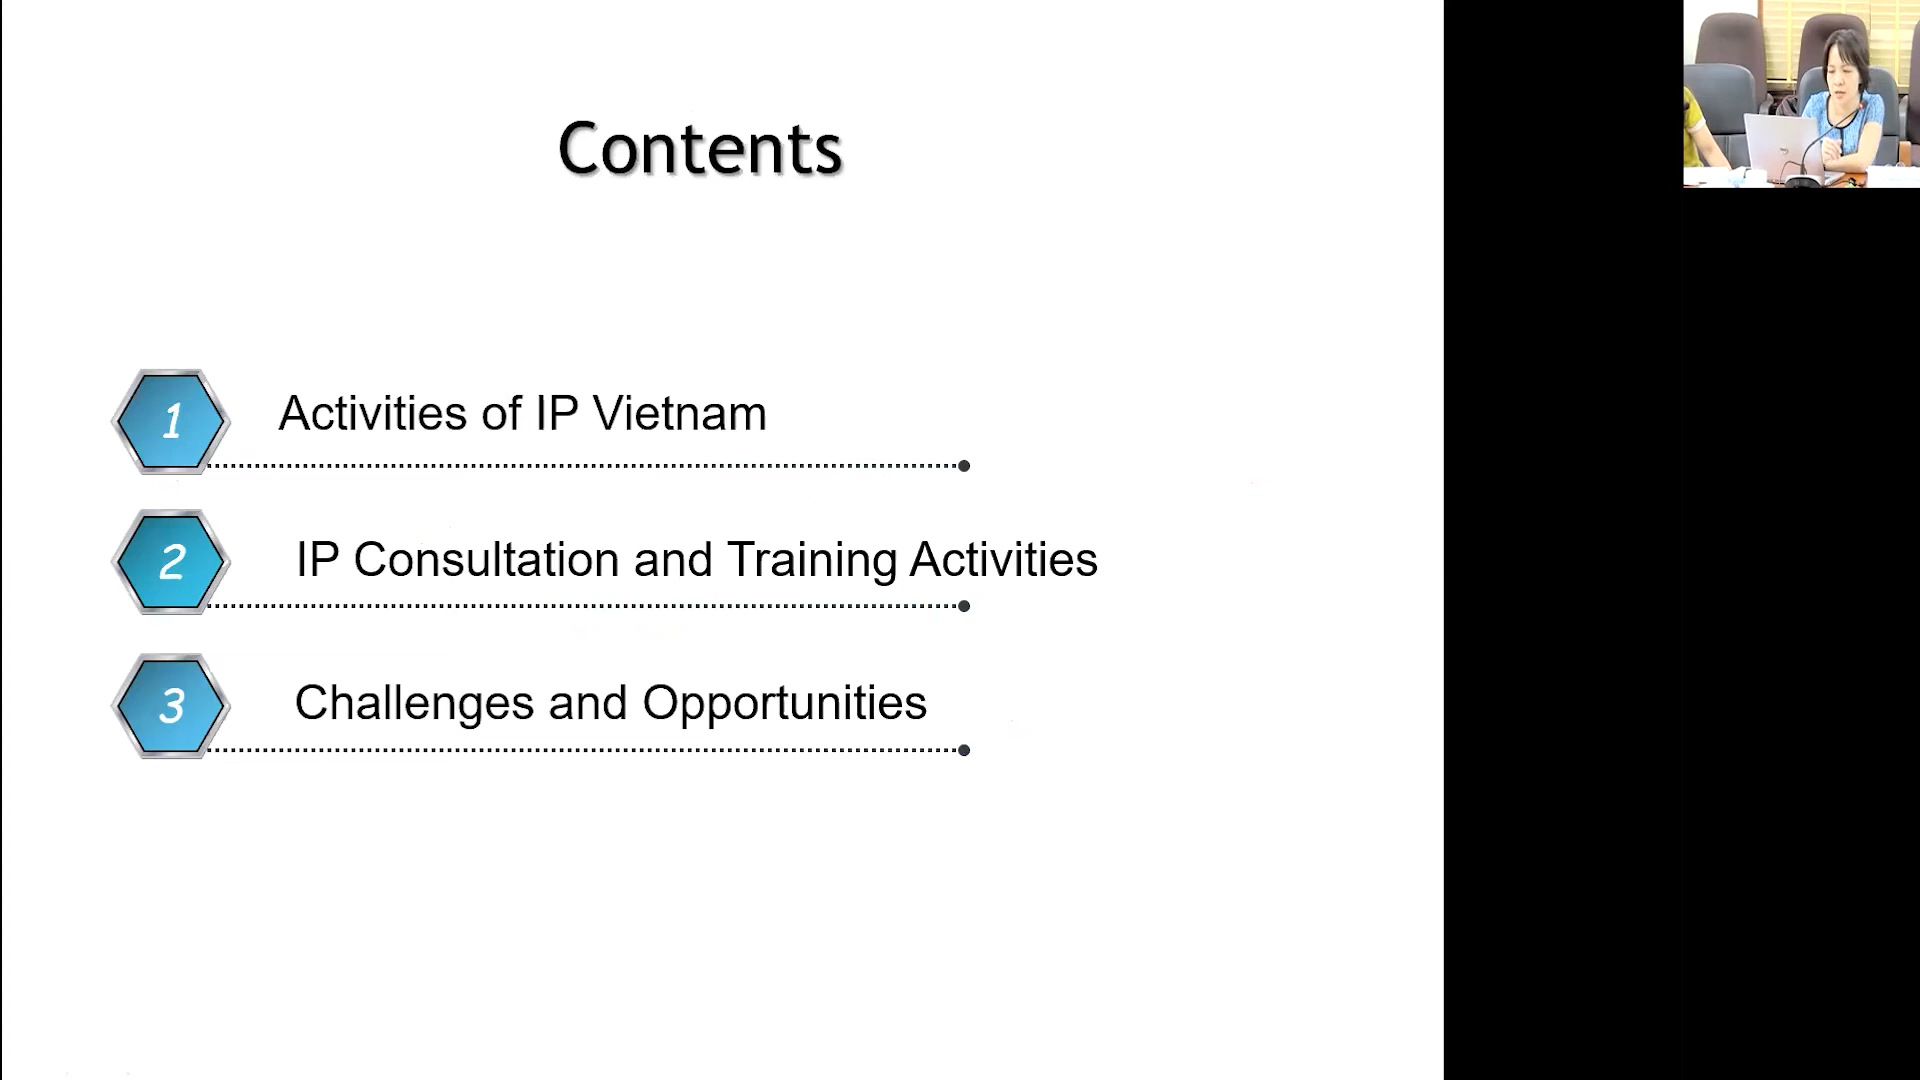 Contents
1 Activities of IP Vietnam
2 IP Consultation and Training Activities
3 Challenges and Opportunities